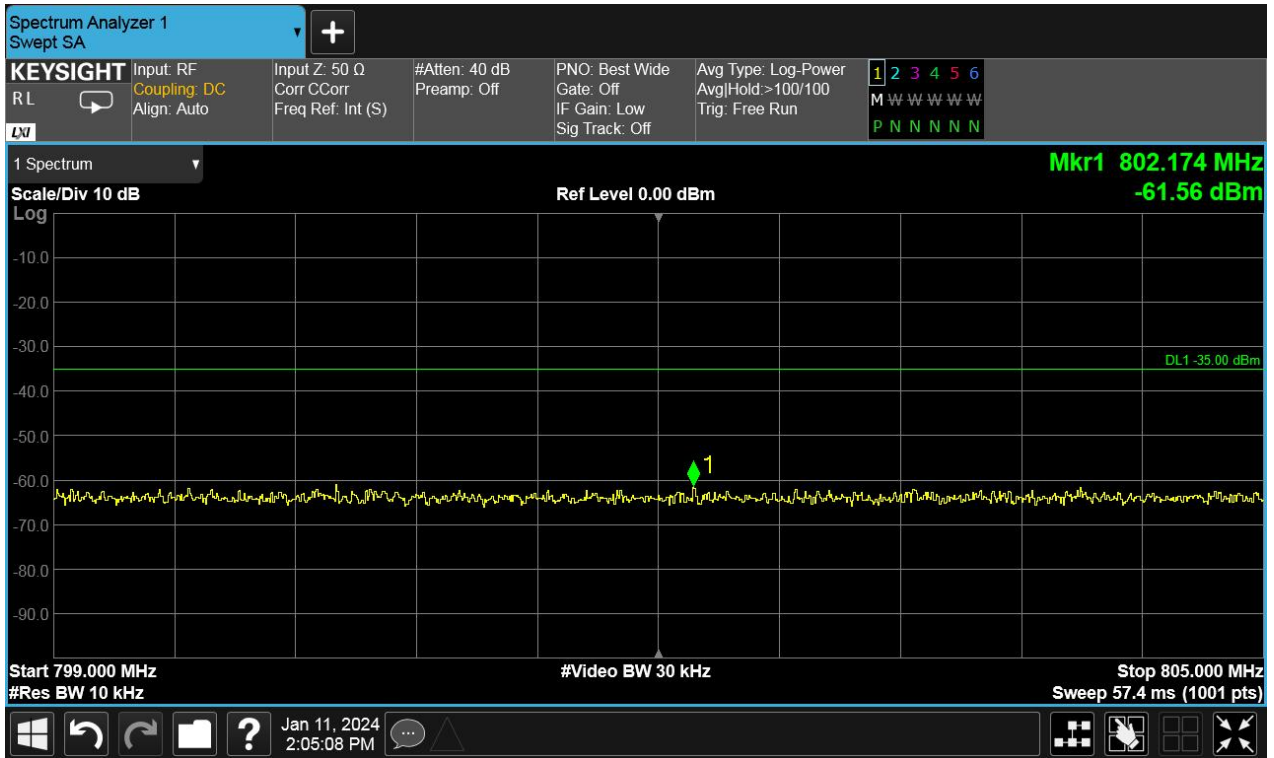 Spectrum Analyzer 1
Swept SA
+
KEYSIGHT
R L
LXI
Input: RF
Coupling: DC
Align: Auto
Input Z: 50 Ω
Corr CCorr
Freq Ref: Int (S)
#Atten: 40 dB
Preamp: Off
PNO: Best Wide
Gate: Off
IF Gain: Low
Sig Track: Off
Avg Type: Log-Power
Avg|Hold:>100/100
Trig: Free Run
1 2 3 4 5 6
M W W W W W
P N N N N N
1 Spectrum
Mkr1 802.174 MHz
-61.56 dBm
Scale/Div 10 dB
Ref Level 0.00 dBm
Log
-10.0
-20.0
-30.0
DL1 -35.00 dBm
-40.0
-50.0
1
-60.0
-70.0
-80.0
-90.0
Start 799.000 MHz
#Video BW 30 kHz
Stop 805.000 MHz
#Res BW 10 kHz
Sweep 57.4 ms (1001 pts)
?
Jan 11, 2024
2:05:08 PM